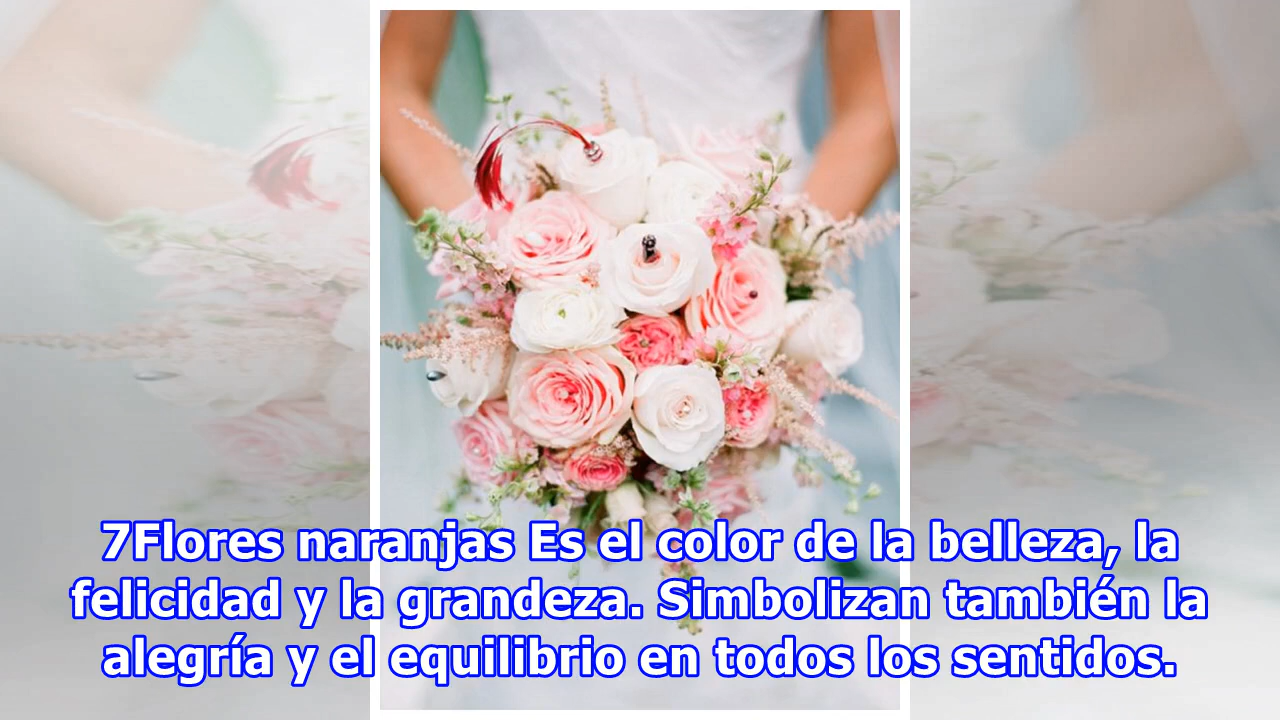 7Flores naranjas Es el color de la belleza, la
felicidad y la grandeza. Simbolizan también la
alegría y el equilibrio en todos los sentidos.